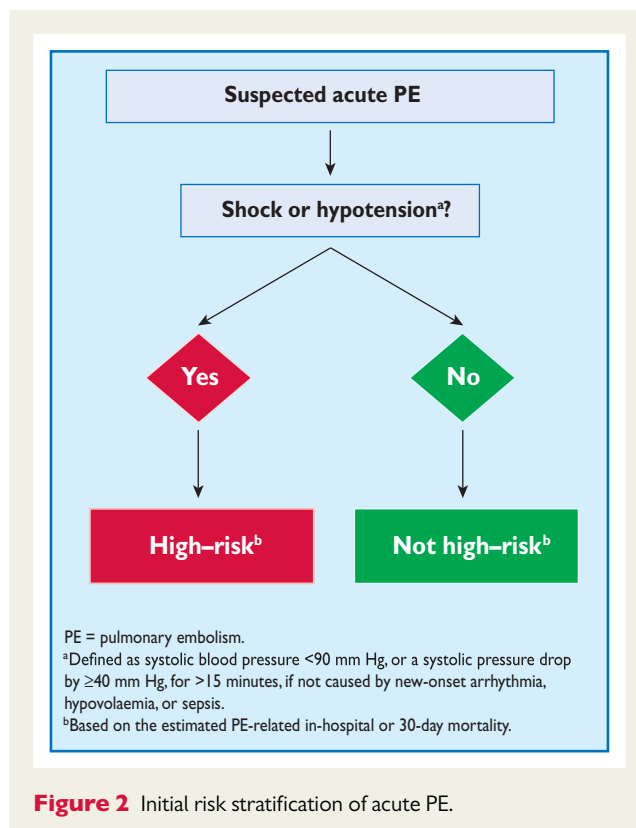 Suspected acute PE
Shock or hypotensionᵃ?
Yes
No
High–riskᵇ
Not high–riskᵇ
PE = pulmonary embolism.
ᵃDefined as systolic blood pressure <90 mm Hg, or a systolic pressure drop
by ≥40 mm Hg, for >15 minutes, if not caused by new-onset arrhythmia,
hypovolaemia, or sepsis.
ᵇBased on the estimated PE-related in-hospital or 30-day mortality.
Figure 2 Initial risk stratification of acute PE.